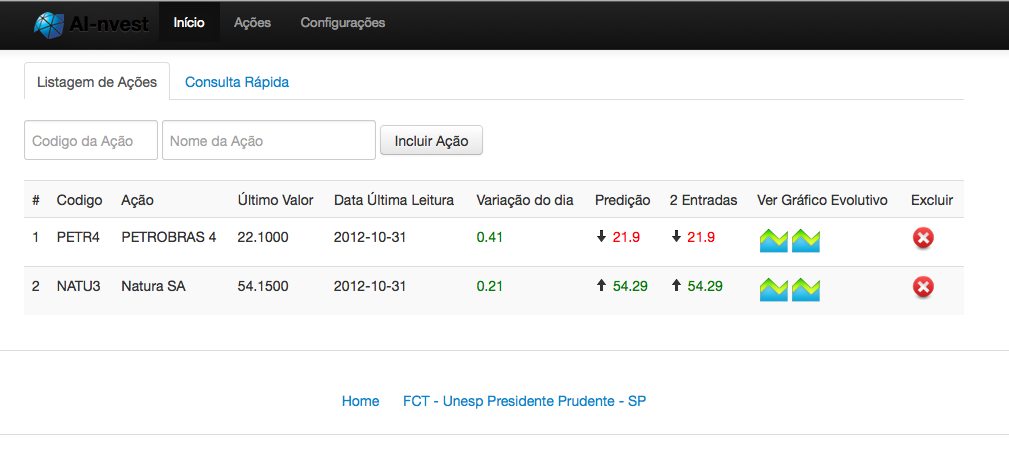 AI-nvest Início Ações Configurações
Listagem de Ações Consulta Rápida
Codigo da Ação Nome da Ação Incluir Ação
# Codigo Ação Último Valor Data Última Leitura Variação do dia Predição 2 Entradas Ver Gráfico Evolutivo Excluir
1 PETR4 PETROBRAS 4 22.1000 2012-10-31 0.41 21.9 21.9
2 NATU3 Natura SA 54.1500 2012-10-31 0.21 54.29 54.29
Home FCT - Unesp Presidente Prudente - SP